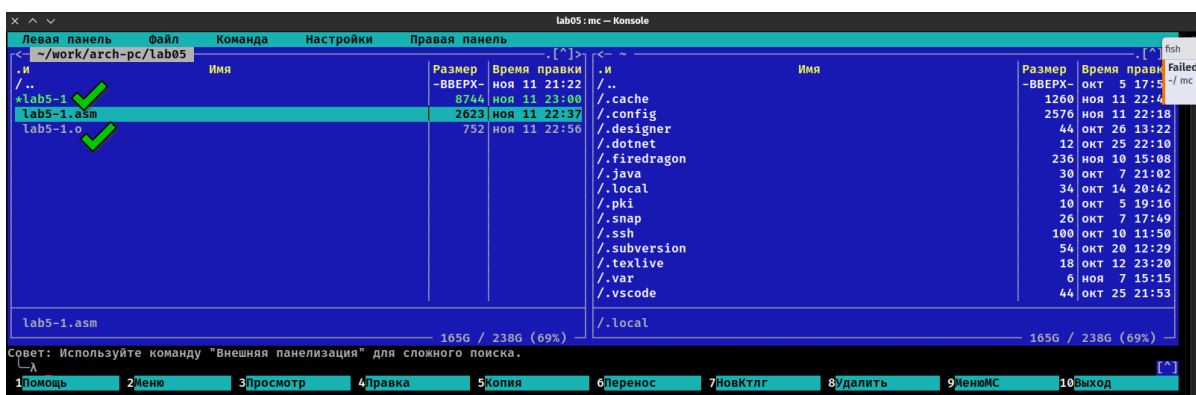 lab05 : mc — Konsole
Левая панель Файл Команда Настройки Правая панель
<— ~/work/arch-pc/lab05 .[^]> <— ~ .[^]
.и Имя Размер Время правки .и Имя Размер Время правк
/.. -ВВЕРХ- ноя 11 21:22 /.. -ВВЕРХ- окт 5 17:5
*lab5-1 8744 ноя 11 23:00 /.cache 1260 ноя 11 22:4
lab5-1.asm 2623 ноя 11 22:37 /.config 2576 ноя 11 22:18
lab5-1.o 752 ноя 11 22:56 /.designer 44 окт 26 13:22
/.dotnet 12 окт 25 22:10
/.firedragon 236 ноя 10 15:08
/.java 30 окт 7 21:02
/.local 34 окт 14 20:42
/.pki 10 окт 5 19:16
/.snap 26 окт 7 17:49
/.ssh 100 окт 10 11:50
/.subversion 54 окт 20 12:29
/.texlive 18 окт 12 23:20
/.var 6 ноя 7 15:15
/.vscode 44 окт 25 21:53
lab5-1.asm /.local
165G / 238G (69%) 165G / 238G (69%)
Совет: Используйте команду "Внешняя панелизация" для сложного поиска.
λ [^]
1Помощь 2Меню 3Просмотр 4Правка 5Копия 6Перенос 7НовКтлг 8Удалить 9МенюМС 10Выход
fish
Failed
~/ mc